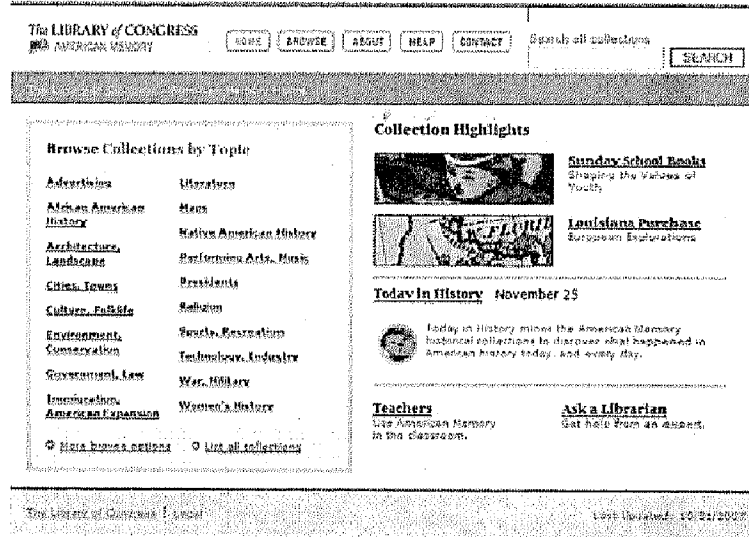 The LIBRARY of CONGRESS
AMERICAN MEMORY
HOME
BROWSE
ABOUT
HELP
CONTACT
Search all collections
SEARCH
Browse Collections by Topic
Advertising
African American
History
Architecture,
Landscape
Cities, Towns
Culture, Folklife
Environment,
Conservation
Government, Law
Immigration,
American Expansion
Literature
Maps
Native American History
Performing Arts, Music
Presidents
Religion
Sports, Recreation
Technology, Industry
War, Military
Women's History
More browse options
List all collections
Collection Highlights
Sunday School Books
Shaping the Values of
Youth
Louisiana Purchase
European Explorations
Today in History November 25
Today in History mines the American Memory
historical collections to discover what happened in
American history today, and every day.
Teachers
Use American Memory
in the classroom.
Ask a Librarian
Get help from an expert.
The Library of Congress | Legal
Last Updated: